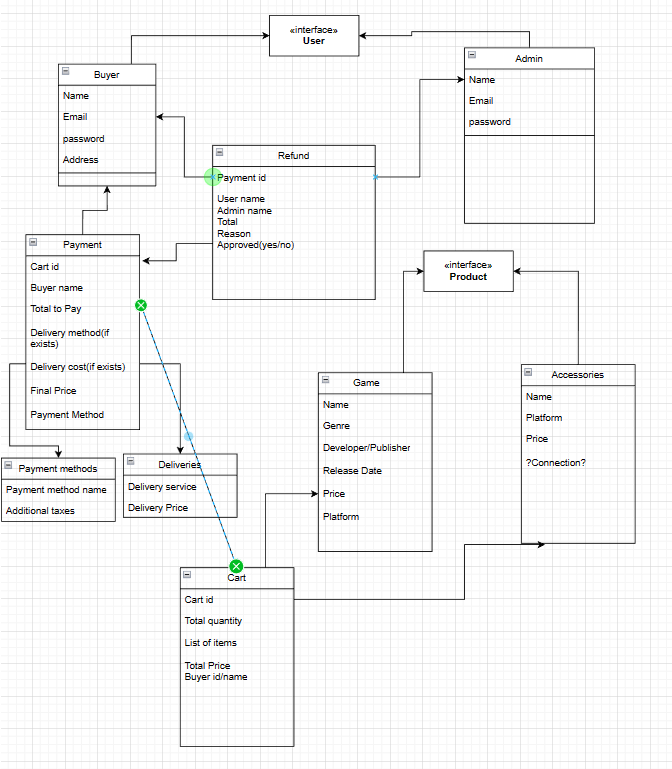 «interface»
User
Buyer
Name
Email
password
Address
Admin
Name
Email
password
Refund
Payment id
User name
Admin name
Total
Reason
Approved(yes/no)
Payment
Cart id
Buyer name
Total to Pay
Delivery method(if
exists)
Delivery cost(if exists)
Final Price
Payment Method
«interface»
Product
Game
Name
Genre
Developer/Publisher
Release Date
Price
Platform
Accessories
Name
Platform
Price
?Connection?
Payment methods
Payment method name
Additional taxes
Deliveries
Delivery service
Delivery Price
Cart
Cart id
Total quantity
List of items
Total Price
Buyer id/name